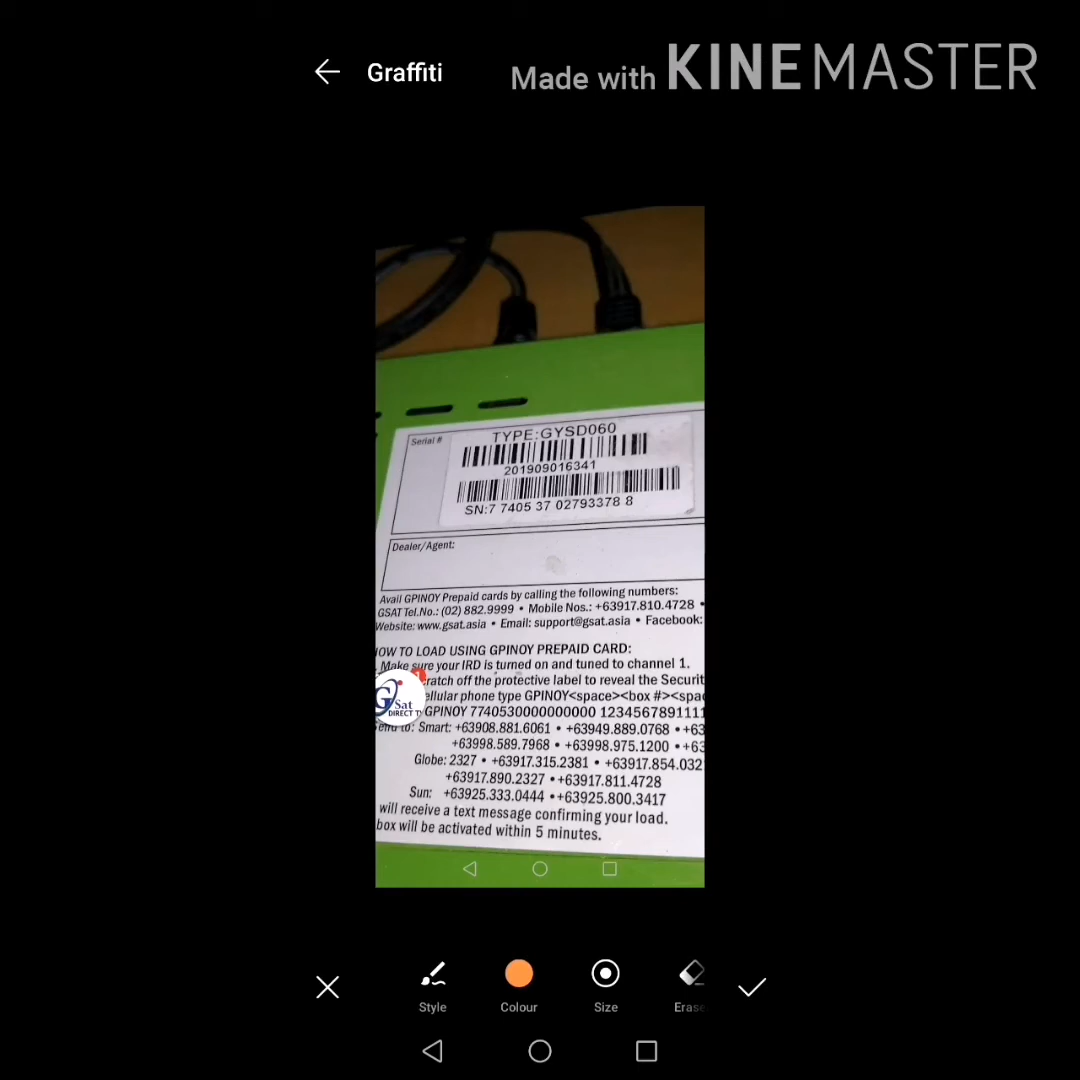 Graffiti
Made with KINEMASTER
Serial #
TYPE:GYSD060
201909016341
SN:7 7405 37 02793378 8
Dealer/Agent:
Avail GPINOY Prepaid cards by calling the following numbers:
GSAT Tel.No.: (02) 882.9999 • Mobile Nos.: +63917.810.4728 •
Website: www.gsat.asia • Email: support@gsat.asia • Facebook:
OW TO LOAD USING GPINOY PREPAID CARD:
Make sure your IRD is turned on and tuned to channel 1.
ratch off the protective label to reveal the Securit
ellular phone type GPINOY<space><box #><spa
GSat
DIRECT T
GPINOY 7740530000000000 1234567891111
Send to: Smart: +63908.881.6061 • +63949.889.0768 • +63
+63998.589.7968 • +63998.975.1200 • +63
Globe: 2327 • +63917.315.2381 • +63917.854.032
+63917.890.2327 • +63917.811.4728
Sun: +63925.333.0444 • +63925.800.3417
will receive a text message confirming your load.
box will be activated within 5 minutes.
Style
Colour
Size
Erase